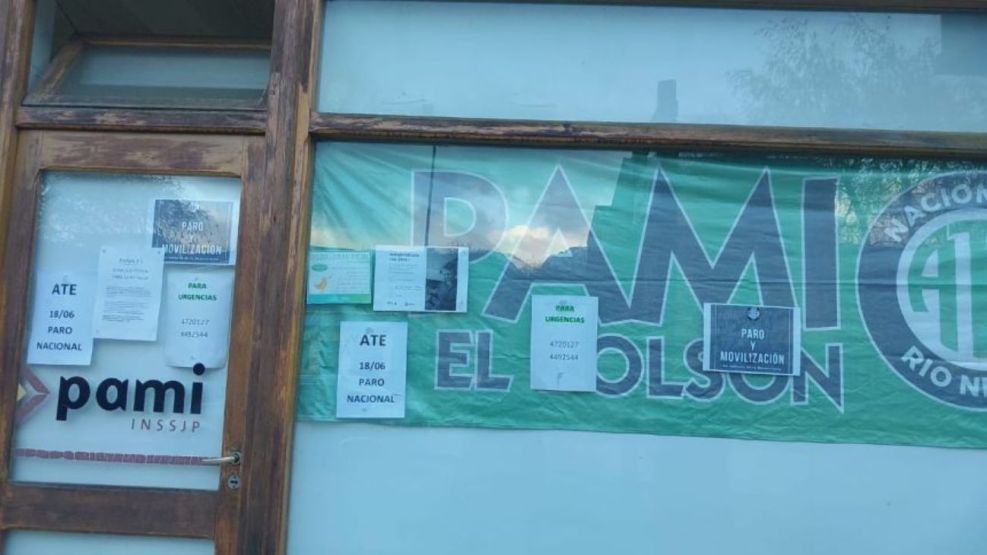 PARO
Y
MOVILIZACIÓN
ATE
18/06
PARO
NACIONAL
PARA
URGENCIAS
4720127
4492544
pami
INSSJP
PAMI
EL BOLSON
ATE
18/06
PARO
NACIONAL
PARA
URGENCIAS
4720127
4492544
PARO
Y
MOVILIZACIÓN
NACION
RIO N